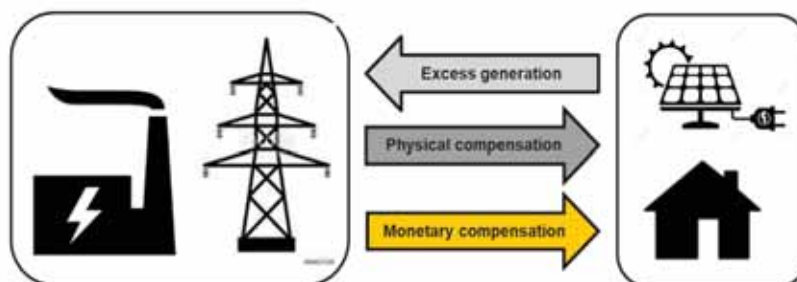 Excess generation
Physical compensation
Monetary compensation